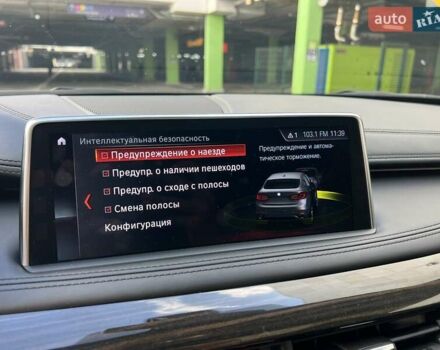 auto RIA
Интеллектуальная безопасность
⚠1 103.1 FM 11:39
Предупреждение о наезде
Предупр. о наличии пешеходов
Предупр. о сходе с полосы
Смена полосы
Конфигурация
Предупреждение и автома-
тическое торможение.